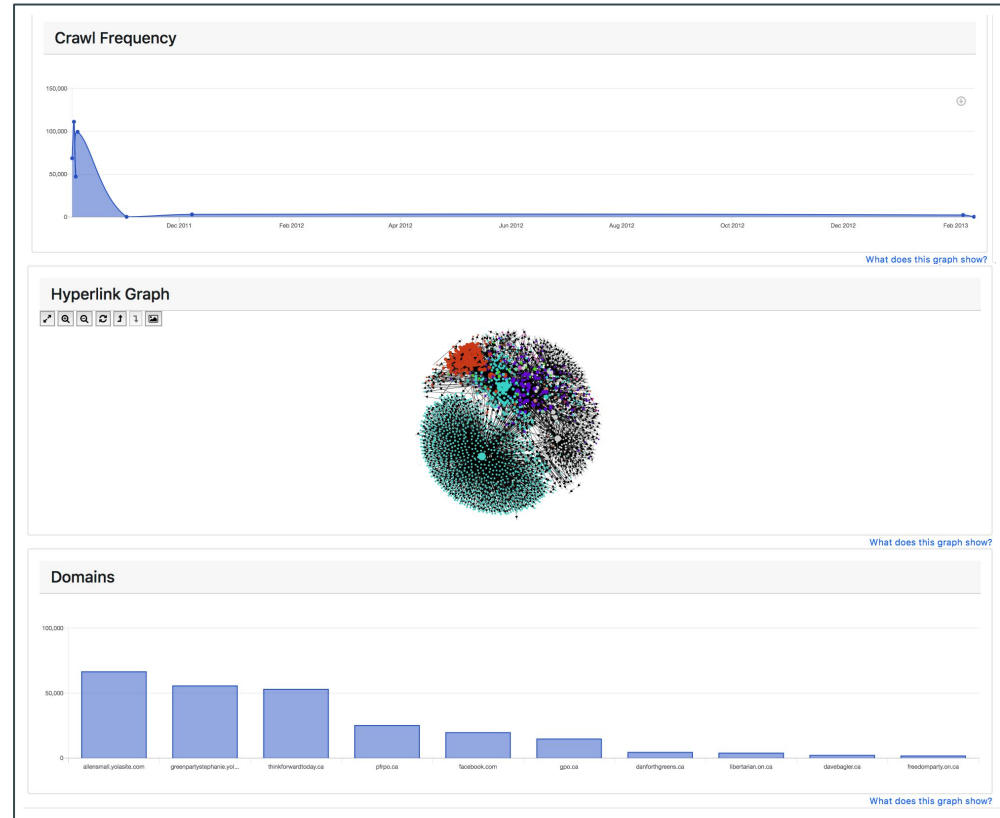 Crawl Frequency
150,000
100,000
50,000
0
Dec 2011 Feb 2012 Apr 2012 Jun 2012 Aug 2012 Oct 2012 Dec 2012 Feb 2013
What does this graph show?
Hyperlink Graph
What does this graph show?
Domains
100,000
50,000
0
allensmall.yolasite.com greenpartystephanie.yol... thinkforwardtoday.ca pfrpo.ca facebook.com gpo.ca danforthgreens.ca libertarian.on.ca davebagler.ca freedomparty.on.ca
What does this graph show?